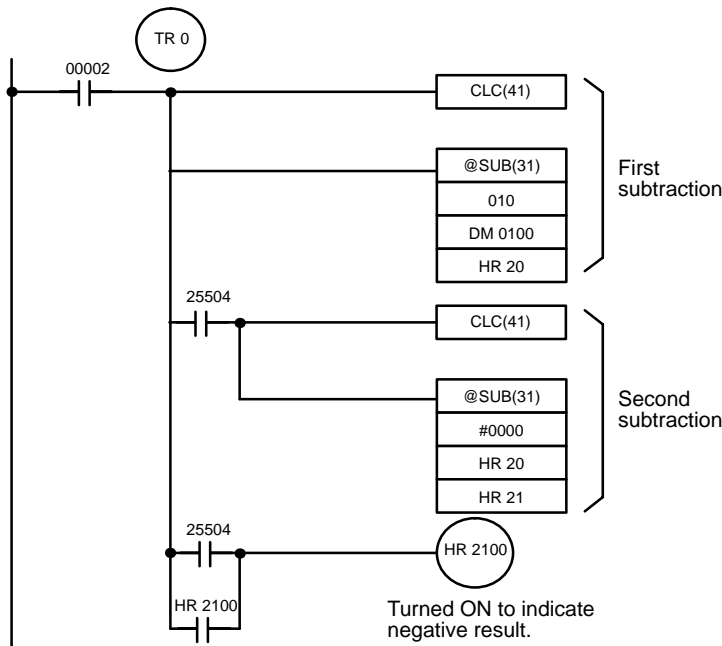 TR 0
00002
CLC(41)
@SUB(31)
010
DM 0100
HR 20
First
subtraction
25504
CLC(41)
@SUB(31)
#0000
HR 20
HR 21
Second
subtraction
25504
HR 2100
HR 2100
Turned ON to indicate
negative result.